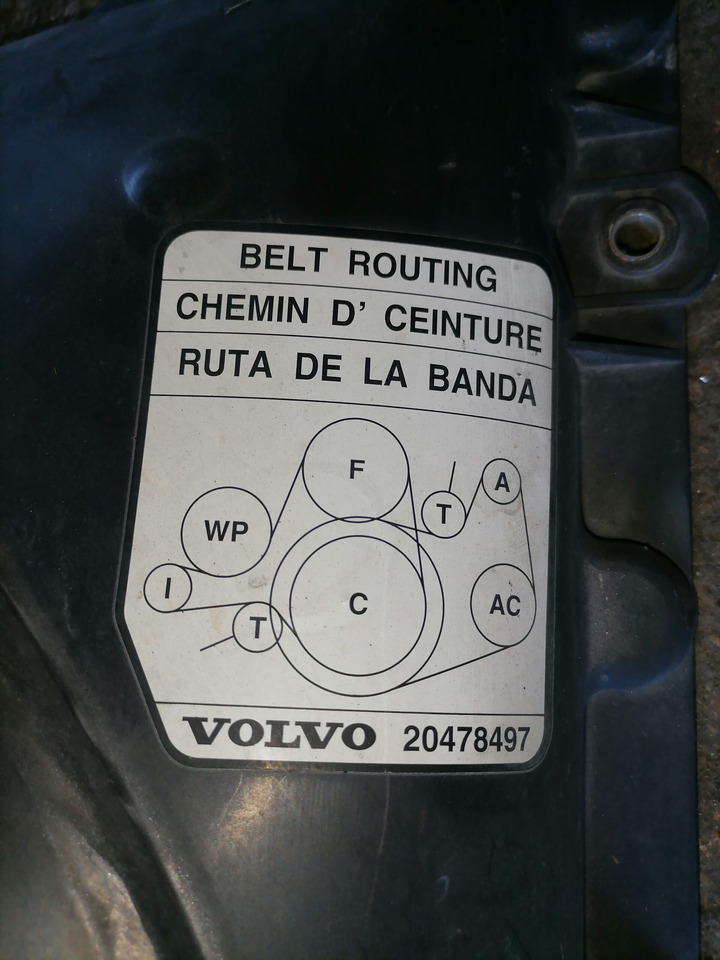 BELT ROUTING
CHEMIN D' CEINTURE
RUTA DE LA BANDA
F
A
T
WP
I
C
AC
T
VOLVO 20478497